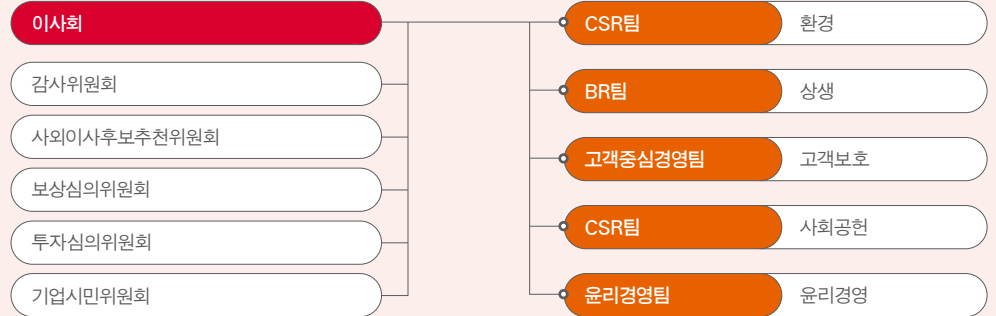 이사회
감사위원회
사외이사후보추천위원회
보상심의위원회
투자심의위원회
기업시민위원회
CSR팀 환경
BR팀 상생
고객중심경영팀 고객보호
CSR팀 사회공헌
윤리경영팀 윤리경영